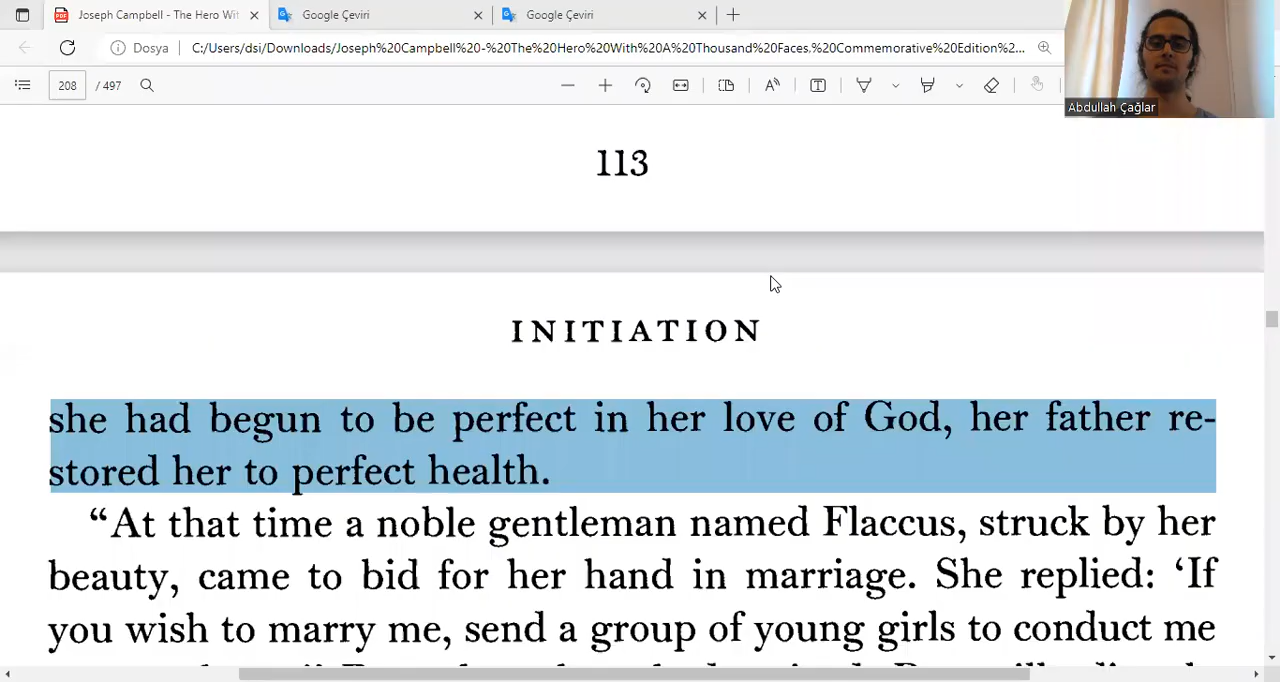 Joseph Campbell - The Hero Wit
Google Çeviri
Google Çeviri
Dosya
C:/Users/dsi/Downloads/Joseph%20Campbell%20-%20The%20Hero%20With%20A%20Thousand%20Faces,%20Commemorative%20Edition%2...
208 / 497
Abdullah Çağlar
113
INITIATION
she had begun to be perfect in her love of God, her father re-
stored her to perfect health.
“At that time a noble gentleman named Flaccus, struck by her
beauty, came to bid for her hand in marriage. She replied: ‘If
you wish to marry me, send a group of young girls to conduct me